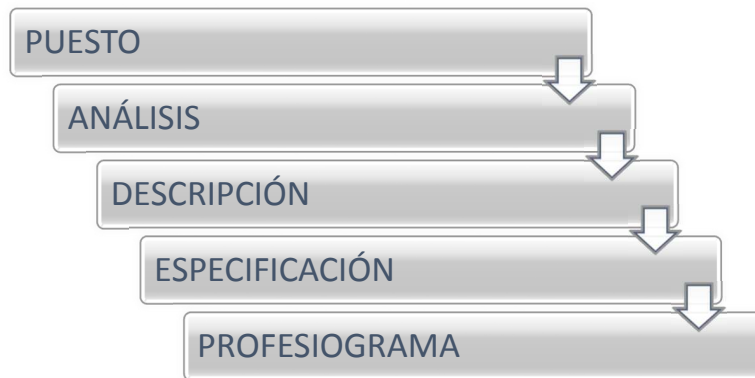 PUESTO
ANÁLISIS
DESCRIPCIÓN
ESPECIFICACIÓN
PROFESIOGRAMA